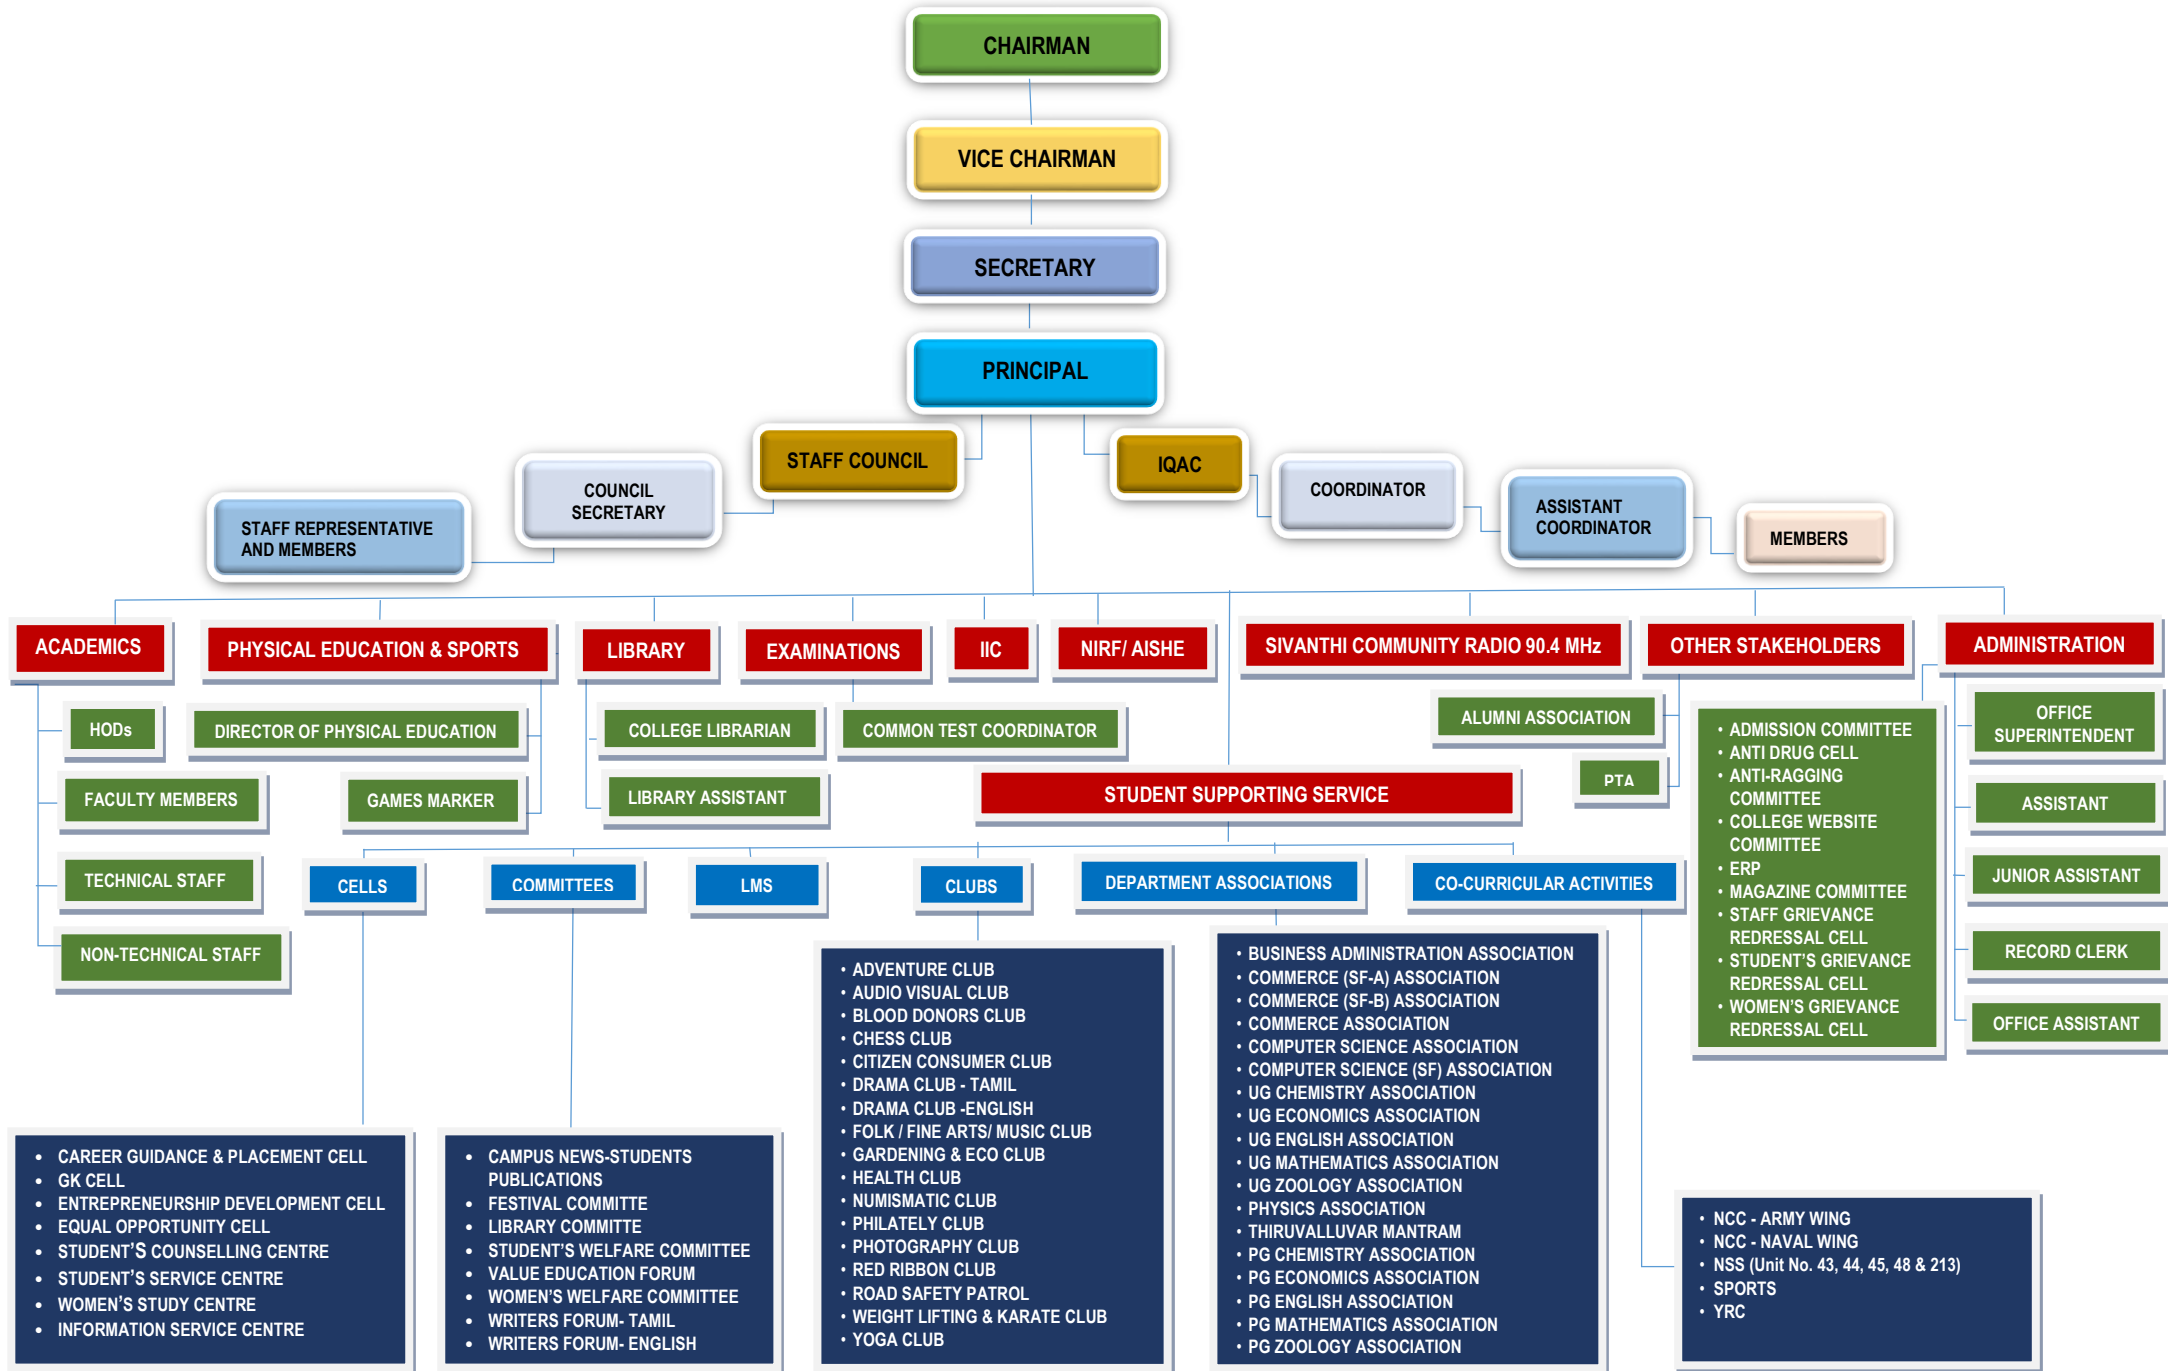 CHAIRMAN
VICE CHAIRMAN
SECRETARY
PRINCIPAL
STAFF COUNCIL
COUNCIL
SECRETARY
STAFF REPRESENTATIVE
AND MEMBERS
IQAC
COORDINATOR
ASSISTANT
COORDINATOR
MEMBERS
ACADEMICS
PHYSICAL EDUCATION & SPORTS
LIBRARY
EXAMINATIONS
IIC
NIRF/ AISHE
SIVANTHI COMMUNITY RADIO 90.4 MHz
OTHER STAKEHOLDERS
ADMINISTRATION
HODs
FACULTY MEMBERS
TECHNICAL STAFF
NON-TECHNICAL STAFF
DIRECTOR OF PHYSICAL EDUCATION
GAMES MARKER
COLLEGE LIBRARIAN
LIBRARY ASSISTANT
COMMON TEST COORDINATOR
ALUMNI ASSOCIATION
PTA
• ADMISSION COMMITTEE
• ANTI DRUG CELL
• ANTI-RAGGING
COMMITTEE
• COLLEGE WEBSITE
COMMITTEE
• ERP
• MAGAZINE COMMITTEE
• STAFF GRIEVANCE
REDRESSAL CELL
• STUDENT'S GRIEVANCE
REDRESSAL CELL
• WOMEN'S GRIEVANCE
REDRESSAL CELL
OFFICE
SUPERINTENDENT
ASSISTANT
JUNIOR ASSISTANT
RECORD CLERK
OFFICE ASSISTANT
STUDENT SUPPORTING SERVICE
CELLS
COMMITTEES
LMS
CLUBS
DEPARTMENT ASSOCIATIONS
CO-CURRICULAR ACTIVITIES
• CAREER GUIDANCE & PLACEMENT CELL
• GK CELL
• ENTREPRENEURSHIP DEVELOPMENT CELL
• EQUAL OPPORTUNITY CELL
• STUDENT'S COUNSELLING CENTRE
• STUDENT'S SERVICE CENTRE
• WOMEN'S STUDY CENTRE
• INFORMATION SERVICE CENTRE
• CAMPUS NEWS-STUDENTS
PUBLICATIONS
• FESTIVAL COMMITTE
• LIBRARY COMMITTE
• STUDENT'S WELFARE COMMITTEE
• VALUE EDUCATION FORUM
• WOMEN'S WELFARE COMMITTEE
• WRITERS FORUM- TAMIL
• WRITERS FORUM- ENGLISH
• ADVENTURE CLUB
• AUDIO VISUAL CLUB
• BLOOD DONORS CLUB
• CHESS CLUB
• CITIZEN CONSUMER CLUB
• DRAMA CLUB - TAMIL
• DRAMA CLUB -ENGLISH
• FOLK / FINE ARTS/ MUSIC CLUB
• GARDENING & ECO CLUB
• HEALTH CLUB
• NUMISMATIC CLUB
• PHILATELY CLUB
• PHOTOGRAPHY CLUB
• RED RIBBON CLUB
• ROAD SAFETY PATROL
• WEIGHT LIFTING & KARATE CLUB
• YOGA CLUB
• BUSINESS ADMINISTRATION ASSOCIATION
• COMMERCE (SF-A) ASSOCIATION
• COMMERCE (SF-B) ASSOCIATION
• COMMERCE ASSOCIATION
• COMPUTER SCIENCE ASSOCIATION
• COMPUTER SCIENCE (SF) ASSOCIATION
• UG CHEMISTRY ASSOCIATION
• UG ECONOMICS ASSOCIATION
• UG ENGLISH ASSOCIATION
• UG MATHEMATICS ASSOCIATION
• UG ZOOLOGY ASSOCIATION
• PHYSICS ASSOCIATION
• THIRUVALLUVAR MANTRAM
• PG CHEMISTRY ASSOCIATION
• PG ECONOMICS ASSOCIATION
• PG ENGLISH ASSOCIATION
• PG MATHEMATICS ASSOCIATION
• PG ZOOLOGY ASSOCIATION
• NCC - ARMY WING
• NCC - NAVAL WING
• NSS (Unit No. 43, 44, 45, 48 & 213)
• SPORTS
• YRC